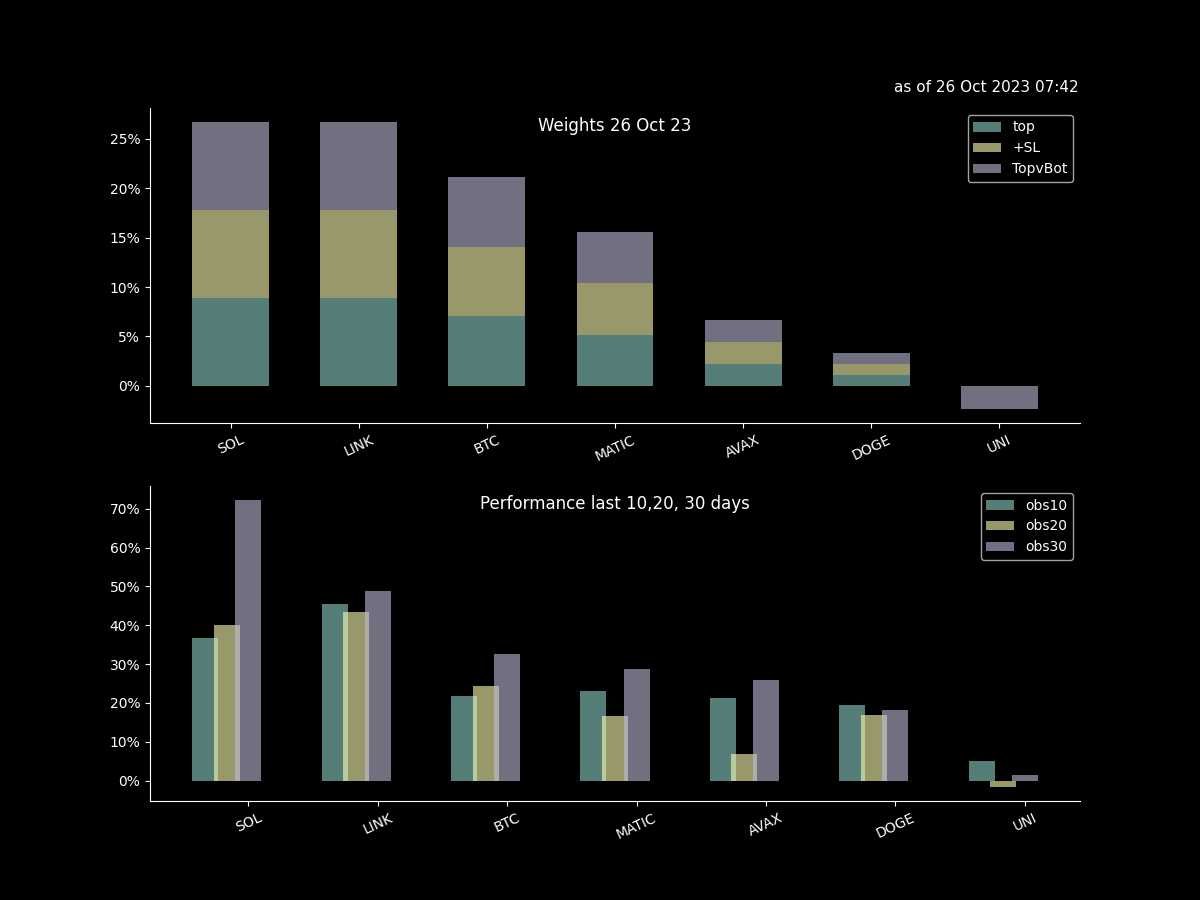 as of 26 Oct 2023 07:42
Weights 26 Oct 23
top
+SL
TopvBot
25%
20%
15%
10%
5%
0%
SOL LINK BTC MATIC AVAX DOGE UNI
Performance last 10,20, 30 days
obs10
obs20
obs30
70%
60%
50%
40%
30%
20%
10%
0%
SOL LINK BTC MATIC AVAX DOGE UNI